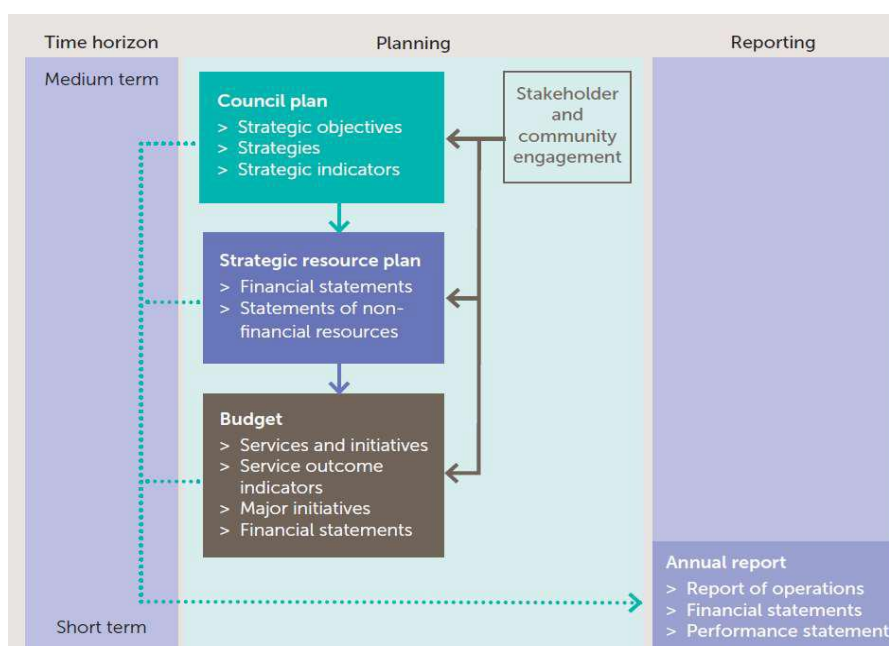 Time horizon
Planning
Reporting
Medium term
Council plan
> Strategic objectives
> Strategies
> Strategic indicators
Stakeholder
and
community
engagement
Strategic resource plan
> Financial statements
> Statements of non-
financial resources
Budget
> Services and initiatives
> Service outcome
indicators
> Major initiatives
> Financial statements
Annual report
> Report of operations
> Financial statements
> Performance statement
Short term